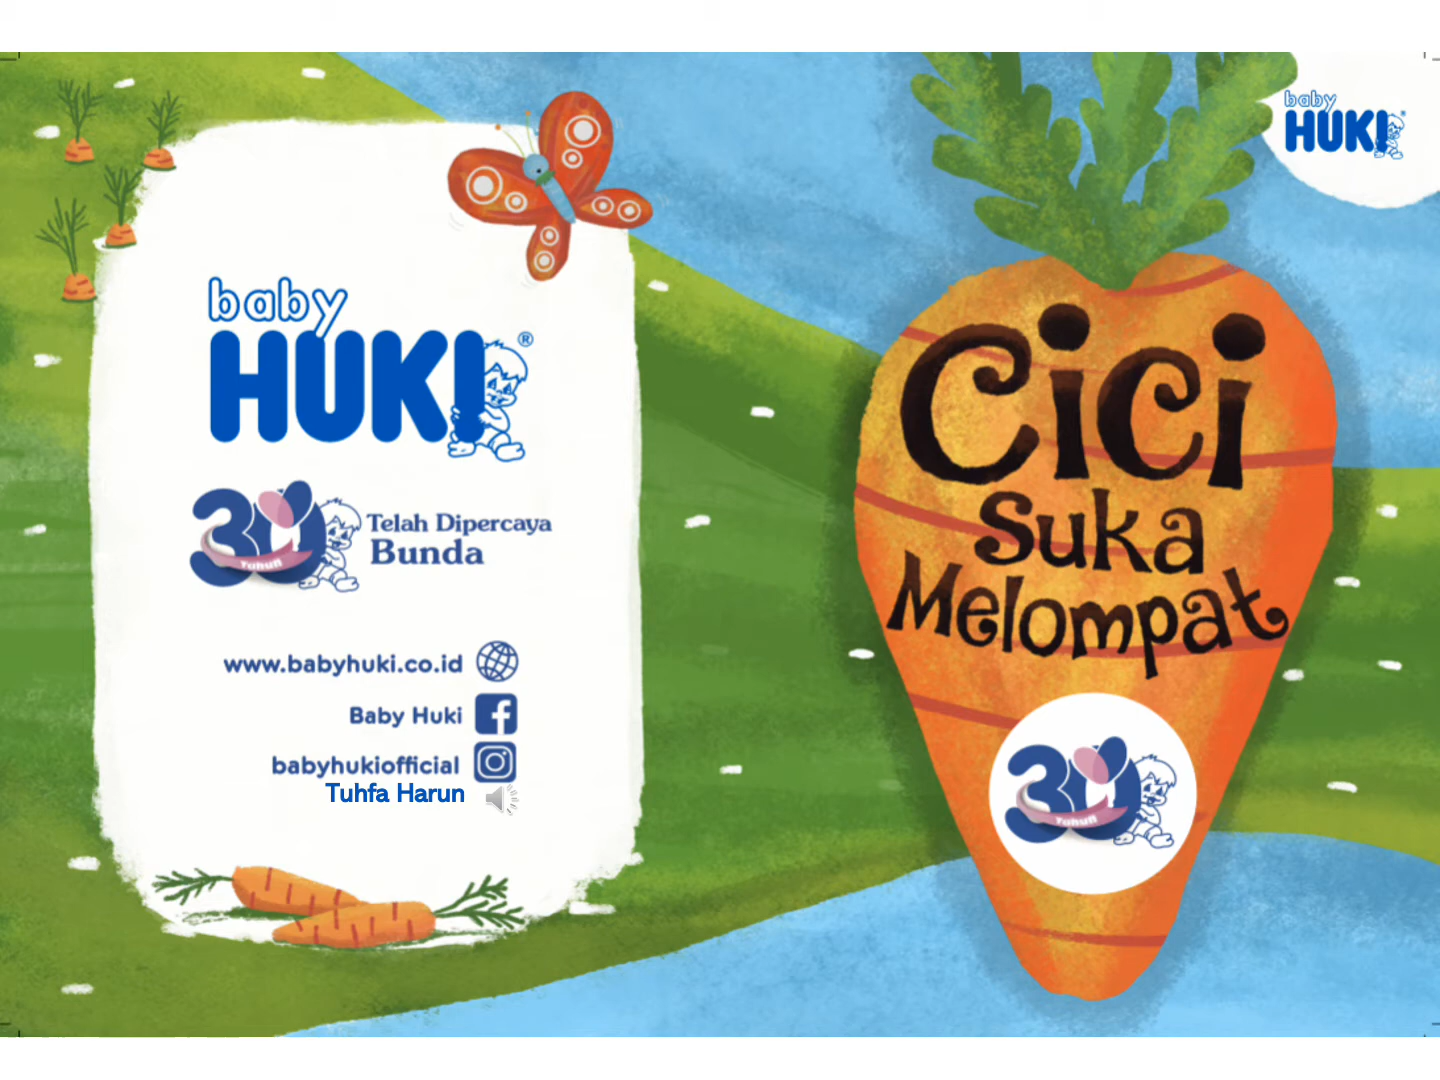 baby
HUKI®
30
Tahun
Telah Dipercaya
Bunda
www.babyhuki.co.id
Baby Huki
babyhukiofficial
Tuhfa Harun
baby
HUKI®
Cici
Suka
Melompat
30
Tahun